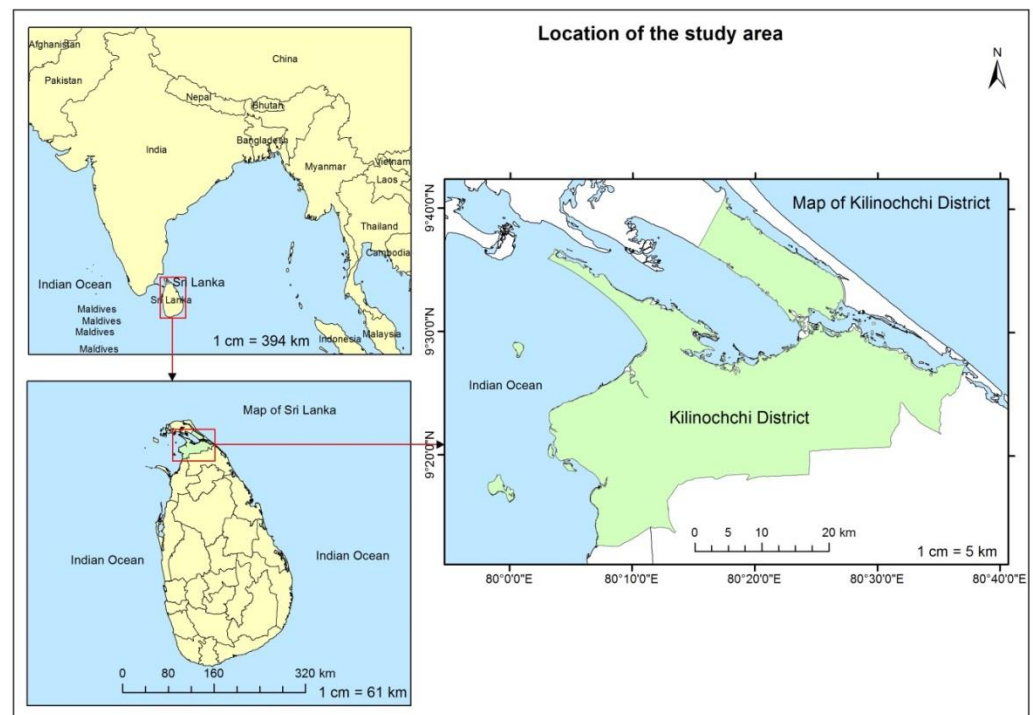 Location of the study area
N
Afghanistan
China
Pakistan
Nepal
Bhutan
Bangladesh
India
Myanmar
Vietnam
Laos
Thailand
Cambodia
Indian Ocean
Sri Lanka
Sri Lanka
Maldives
Maldives
Maldives
Maldives
Malaysia
Indonesia
1 cm = 394 km
Map of Sri Lanka
Indian Ocean
Indian Ocean
0 80 160 320 km
1 cm = 61 km
Map of Kilinochchi District
9°40'0"N
9°30'0"N
9°20'0"N
Indian Ocean
Kilinochchi District
0 5 10 20 km
1 cm = 5 km
80°0'0"E 80°10'0"E 80°20'0"E 80°30'0"E 80°40'0"E